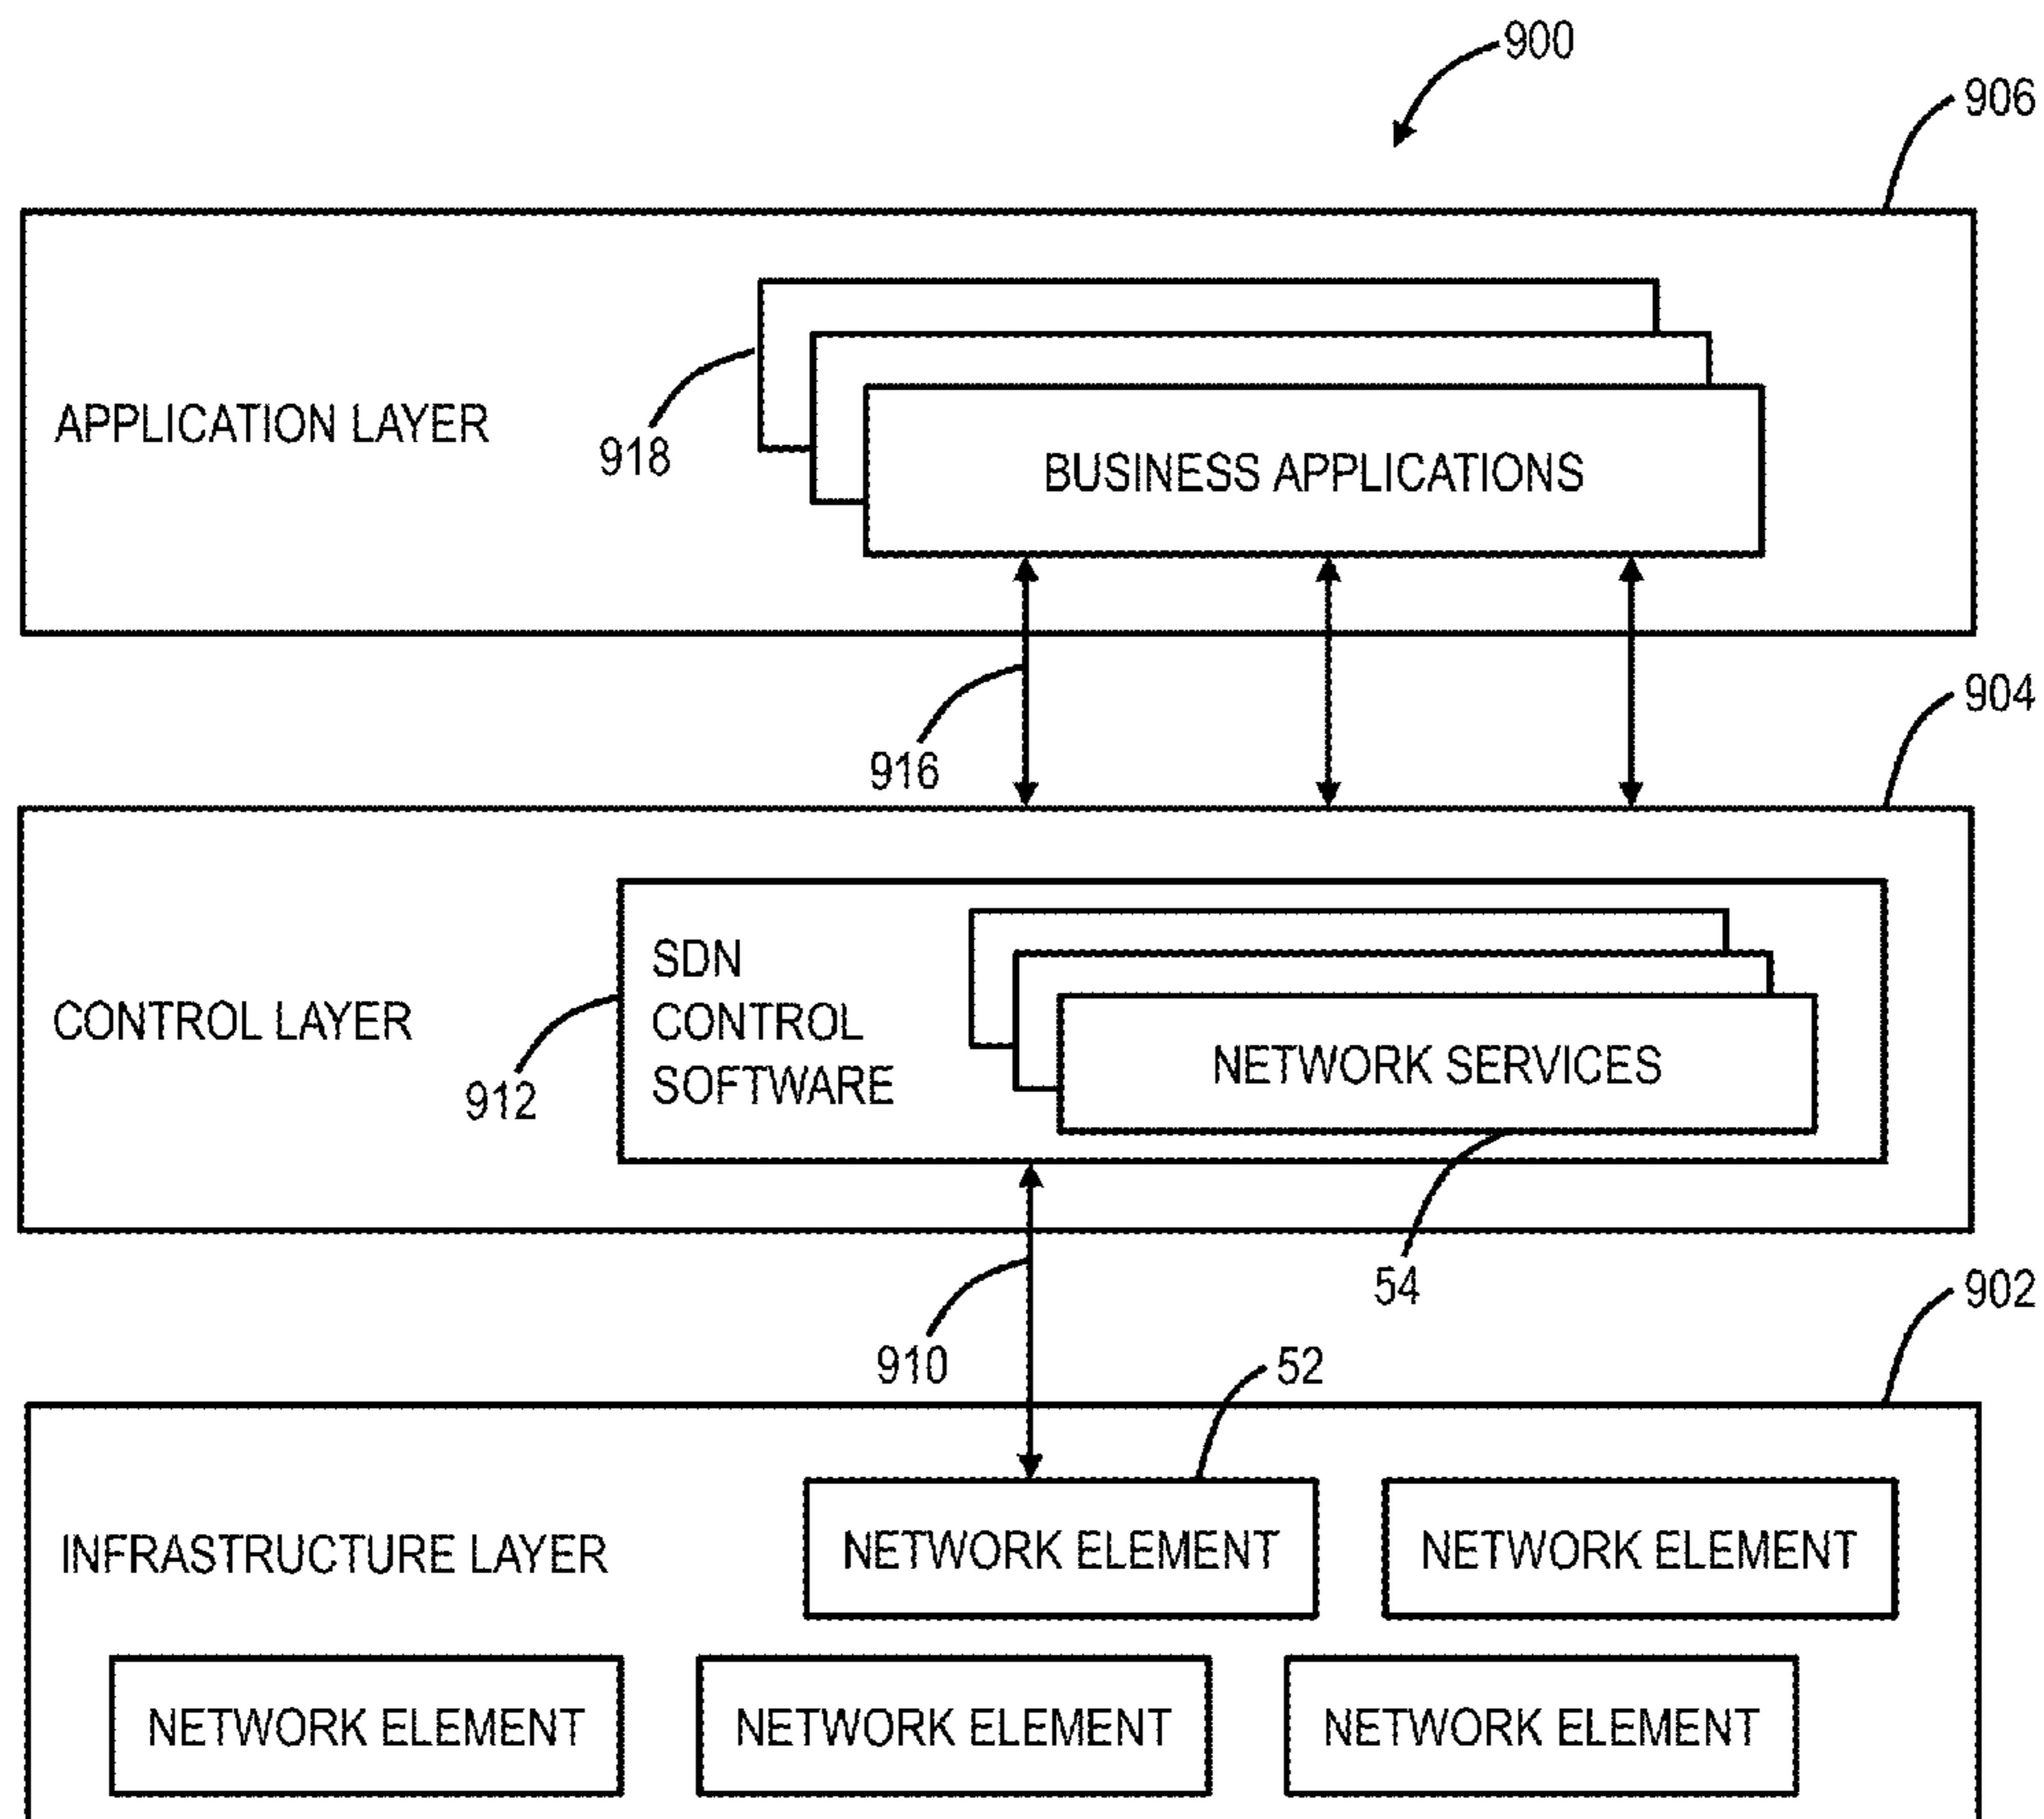 900
906
APPLICATION LAYER
918
BUSINESS APPLICATIONS
916
904
CONTROL LAYER
SDN
CONTROL
SOFTWARE
NETWORK SERVICES
912
54
910
902
52
INFRASTRUCTURE LAYER
NETWORK ELEMENT
NETWORK ELEMENT
NETWORK ELEMENT
NETWORK ELEMENT
NETWORK ELEMENT